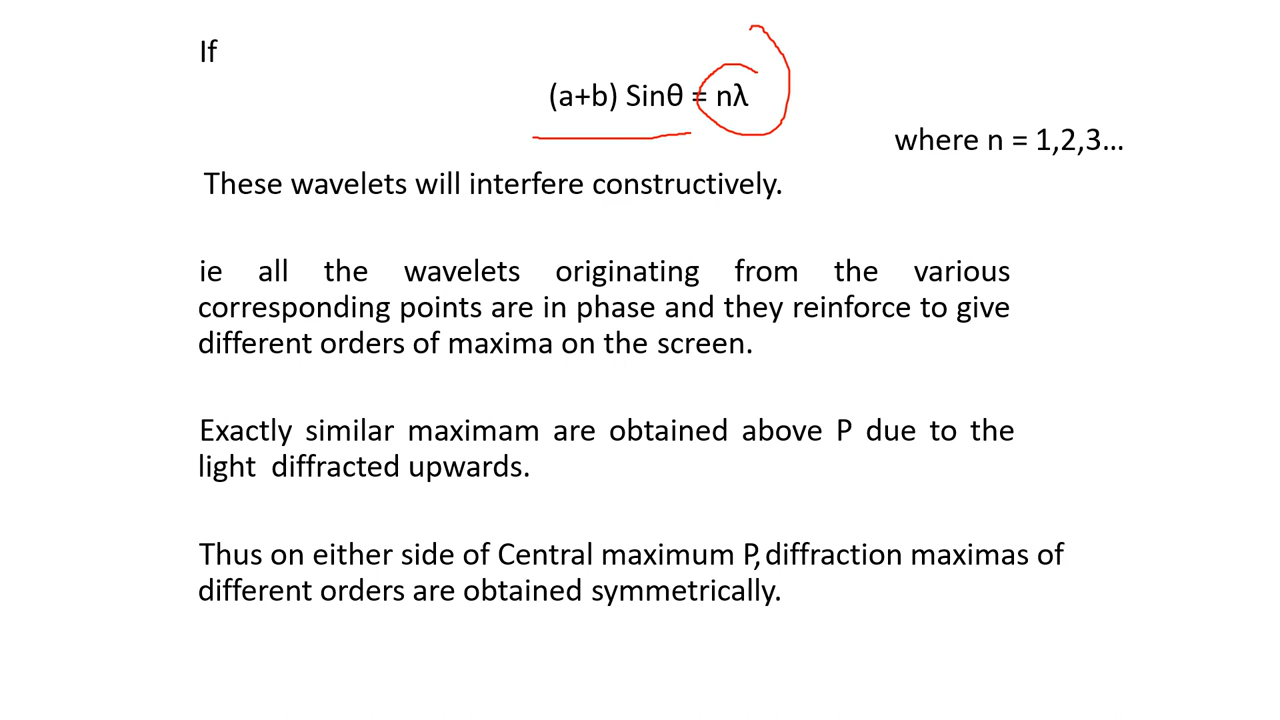 If
(a+b) Sinθ = nλ
where n = 1,2,3...
These wavelets will interfere constructively.
ie all the wavelets originating from the various
corresponding points are in phase and they reinforce to give
different orders of maxima on the screen.
Exactly similar maximam are obtained above P due to the
light diffracted upwards.
Thus on either side of Central maximum P, diffraction maximas of
different orders are obtained symmetrically.